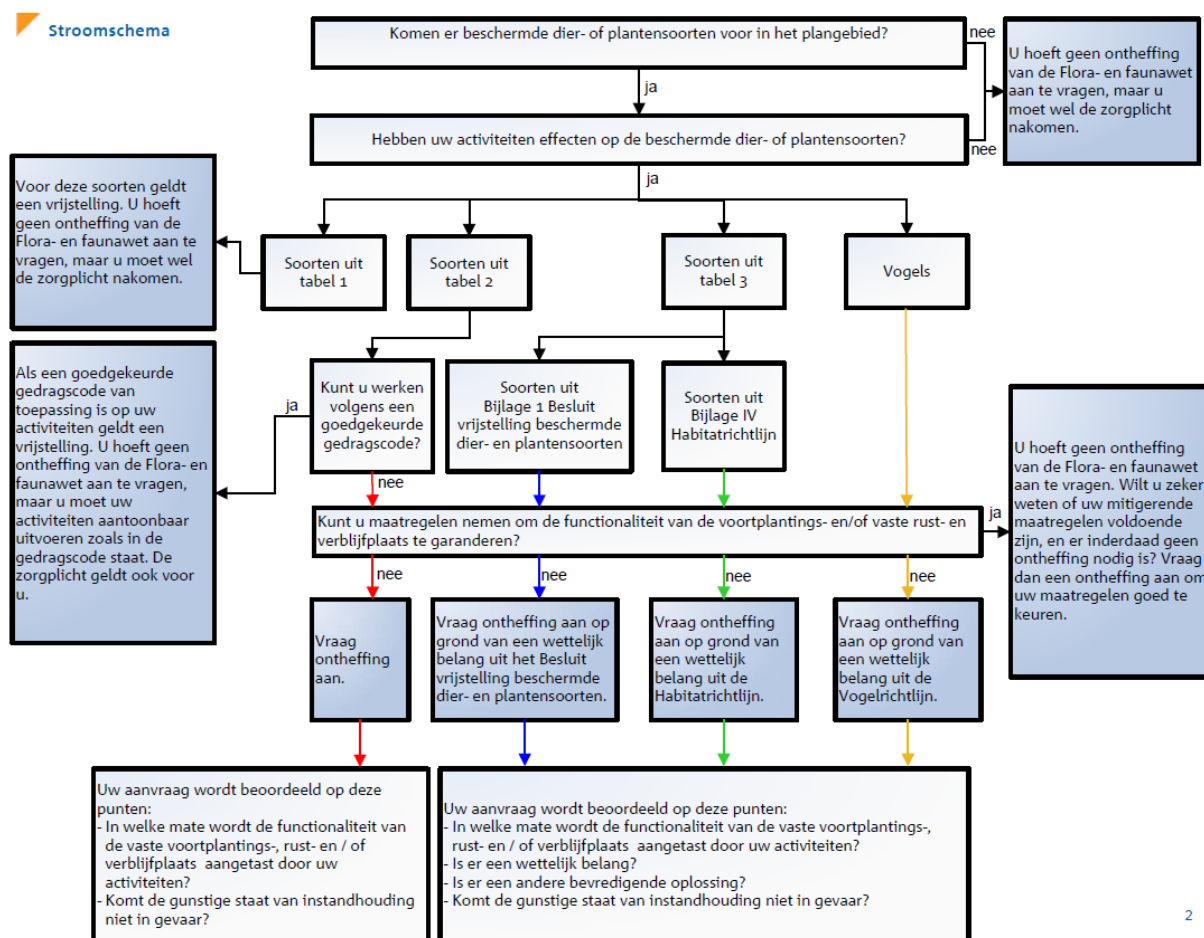 Stroomschema
Komen er beschermde dier- of plantensoorten voor in het plangebied?
nee
U hoeft geen ontheffing
van de Flora- en faunawet
aan te vragen, maar u
moet wel de zorgplicht
nakomen.
ja
Hebben uw activiteiten effecten op de beschermde dier- of plantensoorten?
nee
ja
Voor deze soorten geldt
een vrijstelling. U hoeft
geen ontheffing van de
Flora- en faunawet aan te
vragen, maar u moet wel
de zorgplicht nakomen.
Soorten uit
tabel 1
Soorten uit
tabel 2
Soorten uit
tabel 3
Vogels
Als een goedgekeurde
gedragscode van
toepassing is op uw
activiteiten geldt een
vrijstelling. U hoeft geen
ontheffing van de Flora- en
faunawet aan te vragen,
maar u moet uw
activiteiten aantoonbaar
uitvoeren zoals in de
gedragscode staat. De
zorgplicht geldt ook voor
u.
ja
Kunt u werken
volgens een
goedgekeurde
gedragscode?
Soorten uit
Bijlage 1 Besluit
vrijstelling beschermde
dier- en plantensoorten
Soorten uit
Bijlage IV
Habitatrichtlijn
nee
Kunt u maatregelen nemen om de functionaliteit van de voortplantings- en/of vaste rust- en
verblijfplaats te garanderen?
ja
U hoeft geen ontheffing
van de Flora- en faunawet
aan te vragen. Wilt u zeker
weten of uw mitigerende
maatregelen voldoende
zijn, en er inderdaad geen
ontheffing nodig is? Vraag
dan een ontheffing aan om
uw maatregelen goed te
keuren.
nee
nee
nee
nee
Vraag
ontheffing
aan.
Vraag ontheffing aan op
grond van een wettelijk
belang uit het Besluit
vrijstelling beschermde
dier- en plantensoorten.
Vraag ontheffing
aan op grond van
een wettelijk
belang uit de
Habitatrichtlijn.
Vraag ontheffing
aan op grond van
een wettelijk
belang uit de
Vogelrichtlijn.
Uw aanvraag wordt beoordeeld op deze
punten:
- In welke mate wordt de functionaliteit van
de vaste voortplantings-, rust- en / of
verblijfplaats aangetast door uw
activiteiten?
- Komt de gunstige staat van instandhouding
niet in gevaar?
Uw aanvraag wordt beoordeeld op deze punten:
- In welke mate wordt de functionaliteit van de vaste voortplantings-,
rust- en / of verblijfplaats aangetast door uw activiteiten?
- Is er een wettelijk belang?
- Is er een andere bevredigende oplossing?
- Komt de gunstige staat van instandhouding niet in gevaar?
2